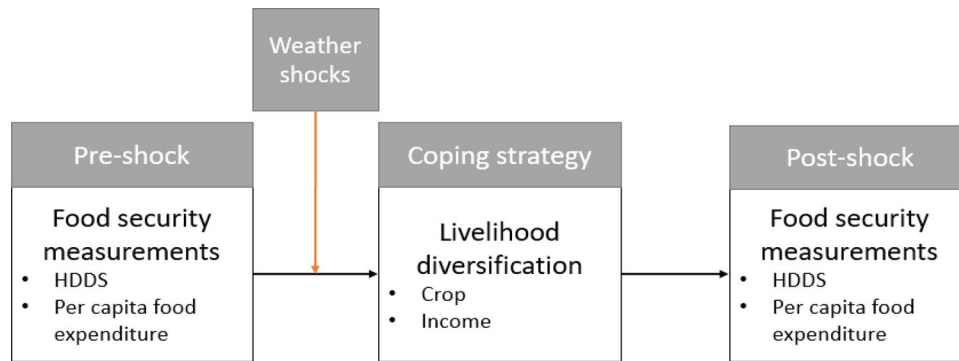 Weather
shocks
Pre-shock
Food security
measurements
• HDDS
• Per capita food
expenditure
Coping strategy
Livelihood
diversification
• Crop
• Income
Post-shock
Food security
measurements
• HDDS
• Per capita food
expenditure